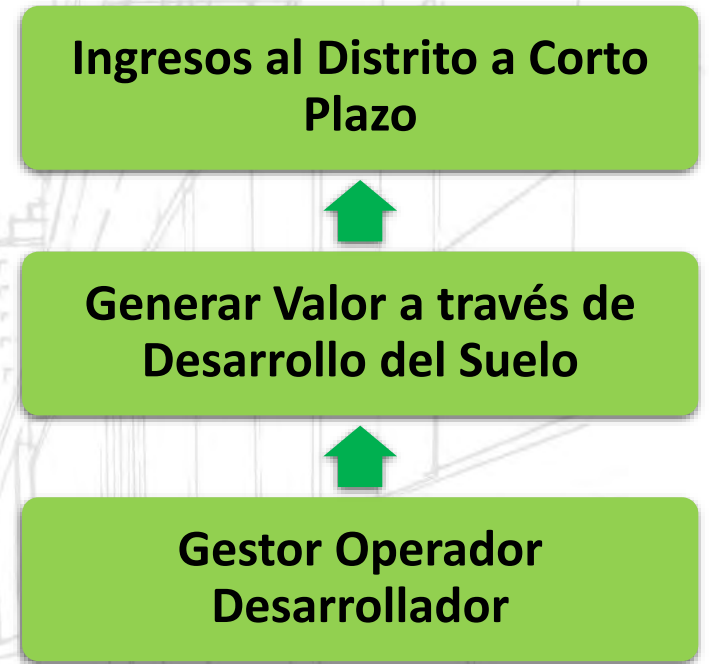 Ingresos al Distrito a Corto
Plazo
Generar Valor a través de
Desarrollo del Suelo
Gestor Operador
Desarrollador